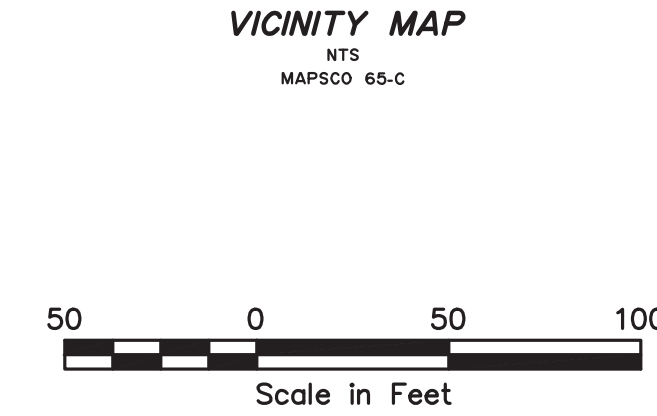 VICINITY MAP
NTS
MAPSCO 65-C
50 0 50 100
Scale in Feet